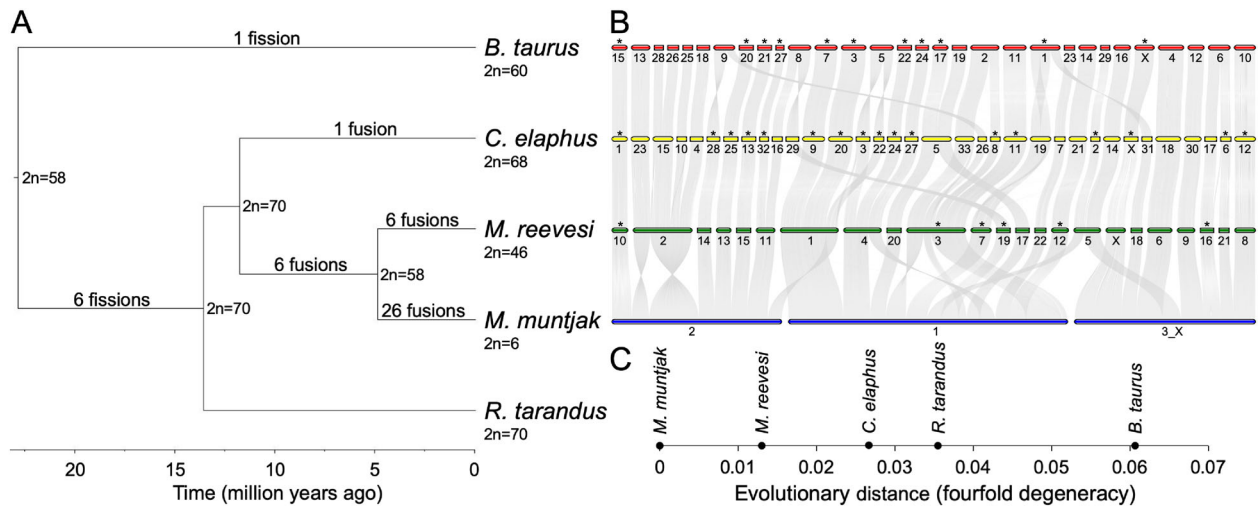 A
1 fission
B. taurus
2n=60
1 fusion
C. elaphus
2n=68
2n=58
2n=70
6 fusions
M. reevesi
2n=46
6 fusions
2n=58
6 fissions
2n=70
26 fusions
M. muntjak
2n=6
R. tarandus
2n=70
20 15 10 5 0
Time (million years ago)
B
* * * * * * * * * * *
15 13 28 26 25 18 9 20 21 27 8 7 3 5 22 24 17 19 2 11 1 23 14 29 16 X 4 12 6 10
* * * * * * * * * * * * * * * *
1 23 15 10 4 28 25 13 32 16 29 9 20 3 22 24 27 5 33 26 8 11 19 7 21 2 14 X 31 18 30 17 6 12
* * * * * *
10 2 14 13 15 11 1 4 20 3 7 19 17 22 12 5 X 18 6 9 16 21 8
2 1 3_X
C
M. muntjak
M. reevesi
C. elaphus
R. tarandus
B. taurus
0 0.01 0.02 0.03 0.04 0.05 0.06 0.07
Evolutionary distance (fourfold degeneracy)